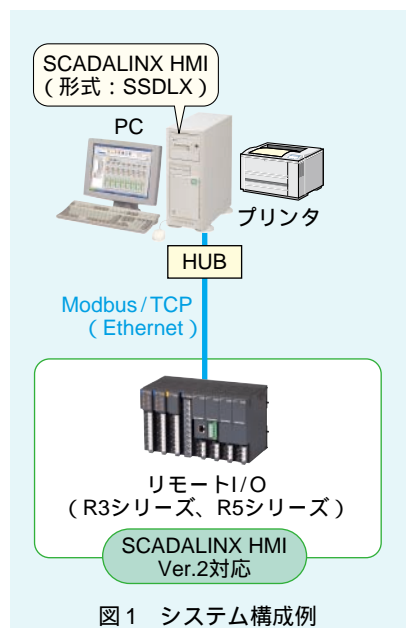 SCADALINX HMI
（形式：SSDLX）
PC
プリンタ
HUB
Modbus/TCP
（Ethernet）
リモートI/O
（R3シリーズ、R5シリーズ）
SCADALINX HMI
Ver.2対応
図1　システム構成例